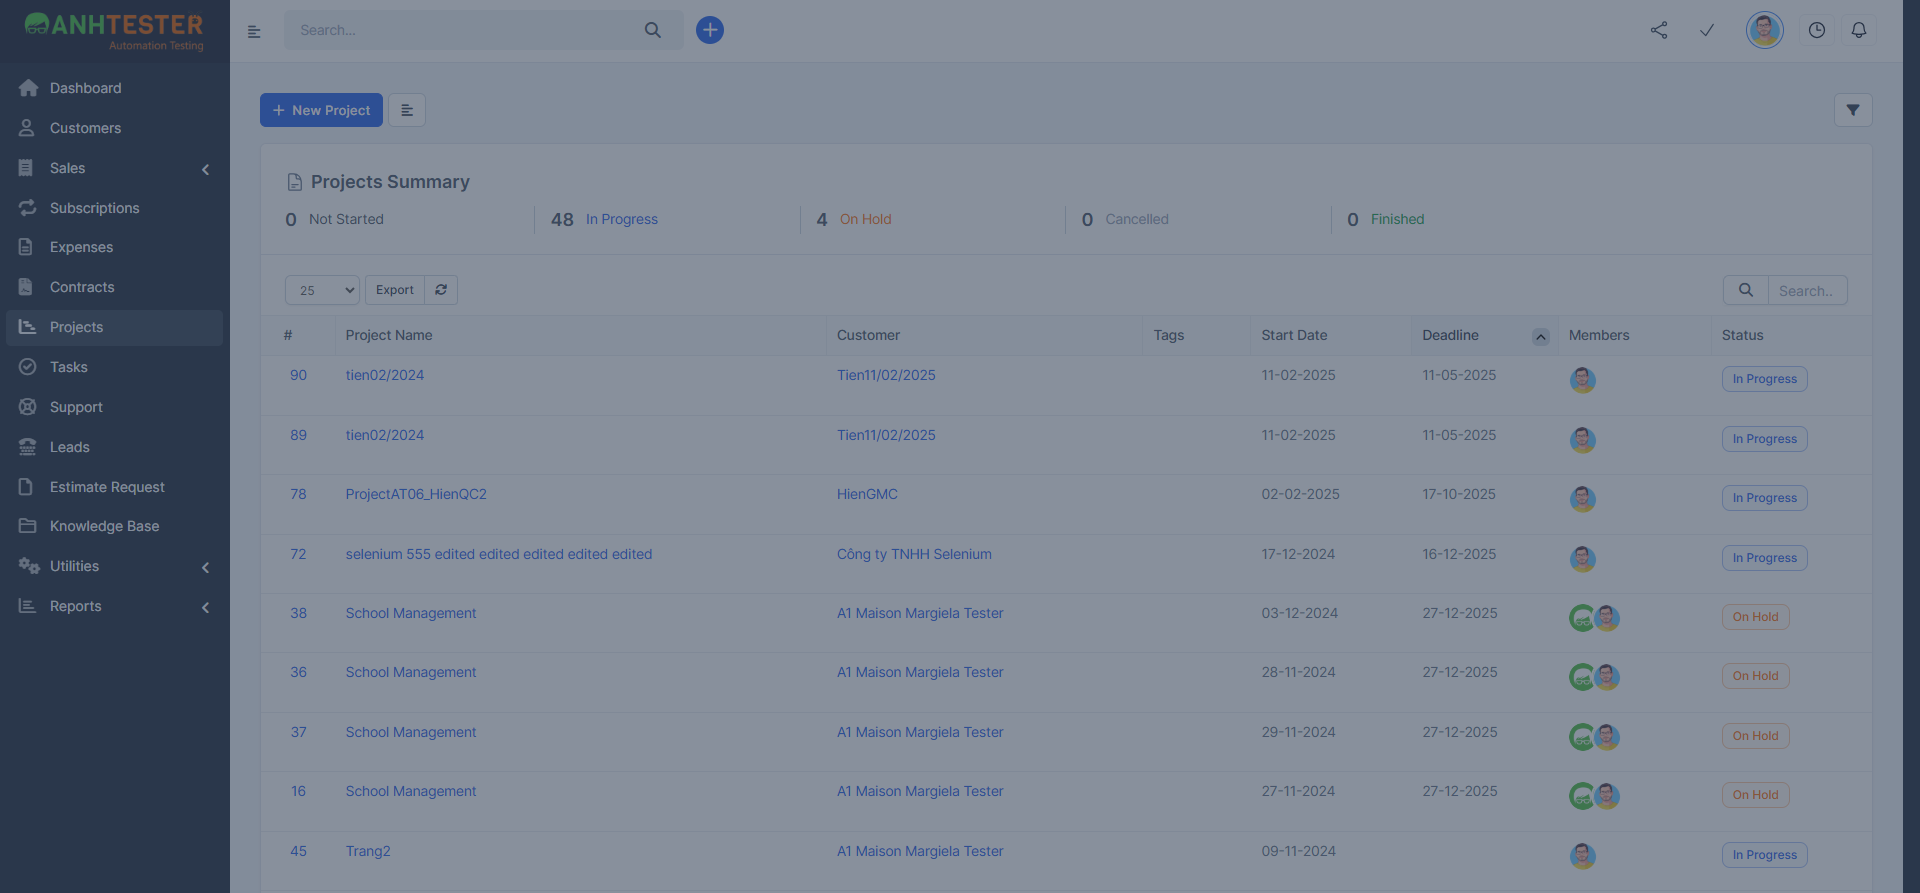 ANHTESTER
Automation Testing
Search...
Dashboard
Customers
Sales
Subscriptions
Expenses
Contracts
Projects
Tasks
Support
Leads
Estimate Request
Knowledge Base
Utilities
Reports
New Project
Projects Summary
0 Not Started 48 In Progress 4 On Hold 0 Cancelled 0 Finished
25 Export Search..
# Project Name Customer Tags Start Date Deadline Members Status
90 tien02/2024 Tien11/02/2025 11-02-2025 11-05-2025 In Progress
89 tien02/2024 Tien11/02/2025 11-02-2025 11-05-2025 In Progress
78 ProjectAT06_HienQC2 HienGMC 02-02-2025 17-10-2025 In Progress
72 selenium 555 edited edited edited edited edited Công ty TNHH Selenium 17-12-2024 16-12-2025 In Progress
38 School Management A1 Maison Margiela Tester 03-12-2024 27-12-2025 On Hold
36 School Management A1 Maison Margiela Tester 28-11-2024 27-12-2025 On Hold
37 School Management A1 Maison Margiela Tester 29-11-2024 27-12-2025 On Hold
16 School Management A1 Maison Margiela Tester 27-11-2024 27-12-2025 On Hold
45 Trang2 A1 Maison Margiela Tester 09-11-2024 In Progress